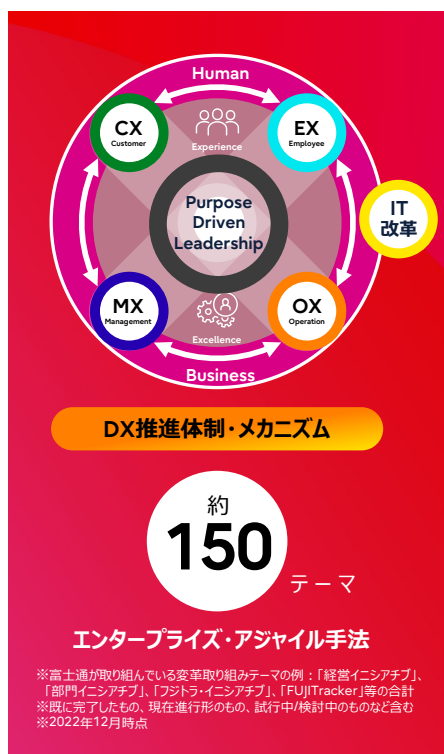 Human
CX
Customer
Experience
EX
Employee
Purpose
Driven
Leadership
IT
改革
MX
Management
Excellence
OX
Operation
Business
DX推進体制・メカニズム
約
150
テーマ
エンタープライズ・アジャイル手法
※富士通が取り組んでいる変革取り組みテーマの例：「経営イニシアチブ」、
「部門イニシアチブ」、「フジトラ・イニシアチブ」、「FUJITracker」等の合計
※既に完了したもの、現在進行形のもの、試行中/検討中のものなど含む
※2022年12月時点